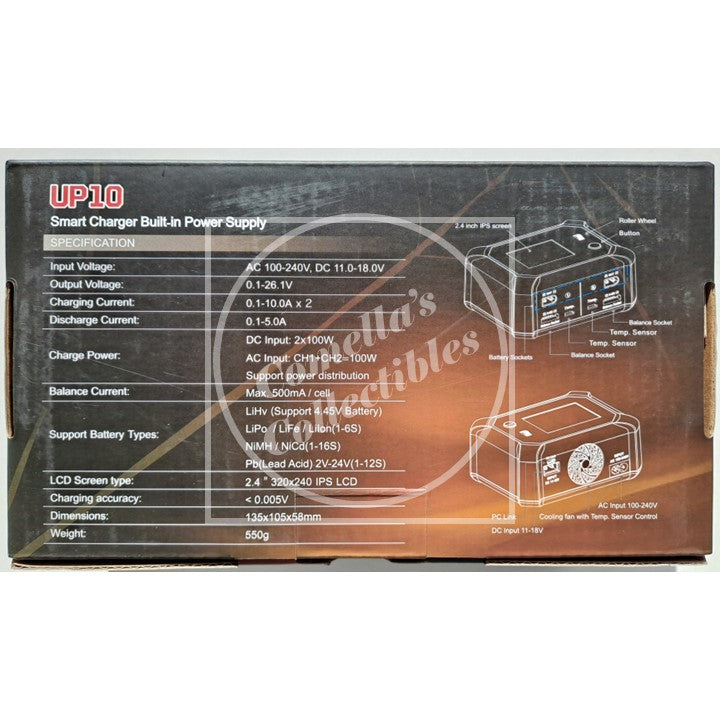 UP10
Smart Charger Built-in Power Supply
SPECIFICATION
Input Voltage: AC 100-240V, DC 11.0-18.0V
Output Voltage: 0.1-26.1V
Charging Current: 0.1-10.0A x 2
Discharge Current: 0.1-5.0A
Charge Power: DC Input: 2x100W
AC Input: CH1+CH2=100W
Support power distribution
Balance Current: Max. 500mA / cell
Support Battery Types: LiHv (Support 4.45V Battery)
LiPo / LiFe / LiIon(1-6S)
NiMH / NiCd(1-16S)
Pb(Lead Acid) 2V-24V(1-12S)
LCD Screen type: 2.4" 320x240 IPS LCD
Charging accuracy: < 0.005V
Dimensions: 135x105x58mm
Weight: 550g
2.4 inch IPS screen
Roller Wheel
Button
Balance Socket
Temp. Sensor
Temp. Sensor
Battery Sockets
Balance Socket
AC Input 100-240V
PC Link
Cooling fan with Temp. Sensor Control
DC Input 11-18V
Comella's
Collectibles